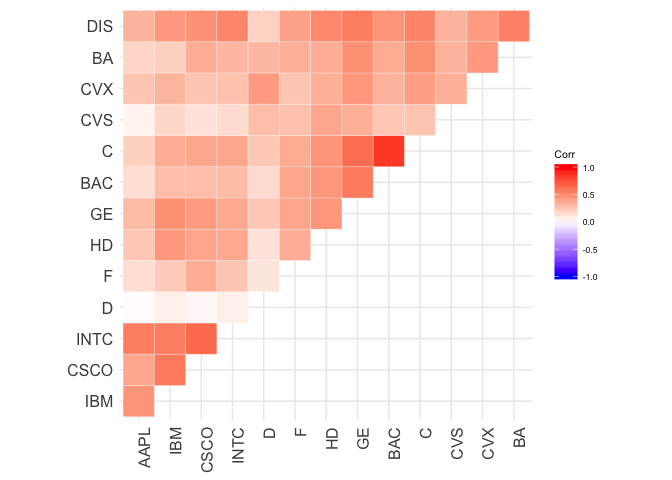 DIS
BA
CVX
CVS
C
BAC
GE
HD
F
D
INTC
CSCO
IBM
AAPL
IBM
CSCO
INTC
D
F
HD
GE
BAC
C
CVS
CVX
BA
Corr
1.0
0.5
0.0
-0.5
-1.0